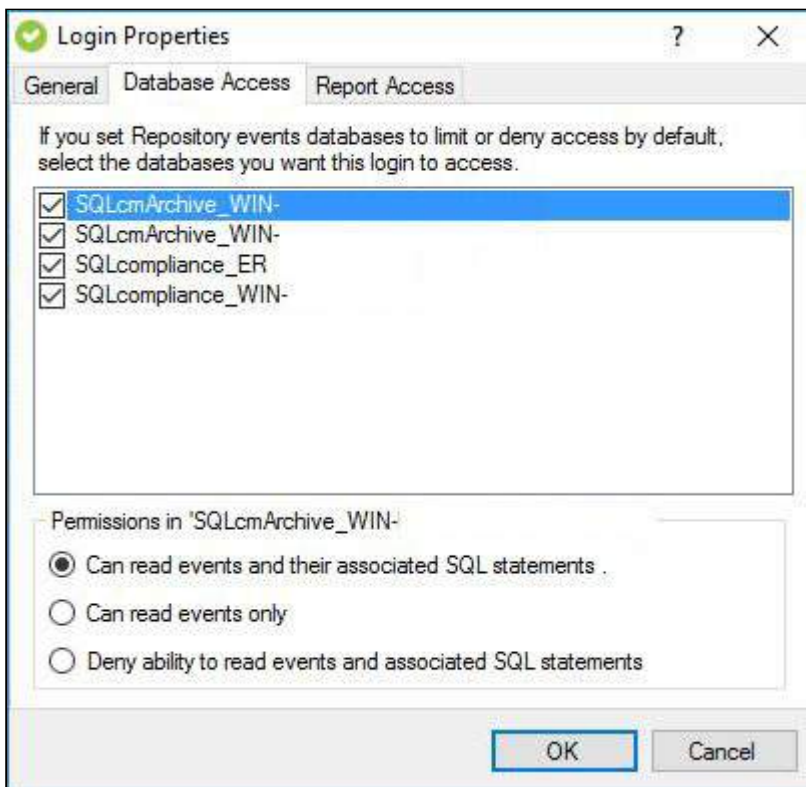 Login Properties
?
General
Database Access
Report Access
If you set Repository events databases to limit or deny access by default,
select the databases you want this login to access.
SQLcmArchive_WIN-
SQLcmArchive_WIN-
SQLcompliance_ER
SQLcompliance_WIN-
Permissions in 'SQLcmArchive_WIN-
Can read events and their associated SQL statements .
Can read events only
Deny ability to read events and associated SQL statements
OK
Cancel